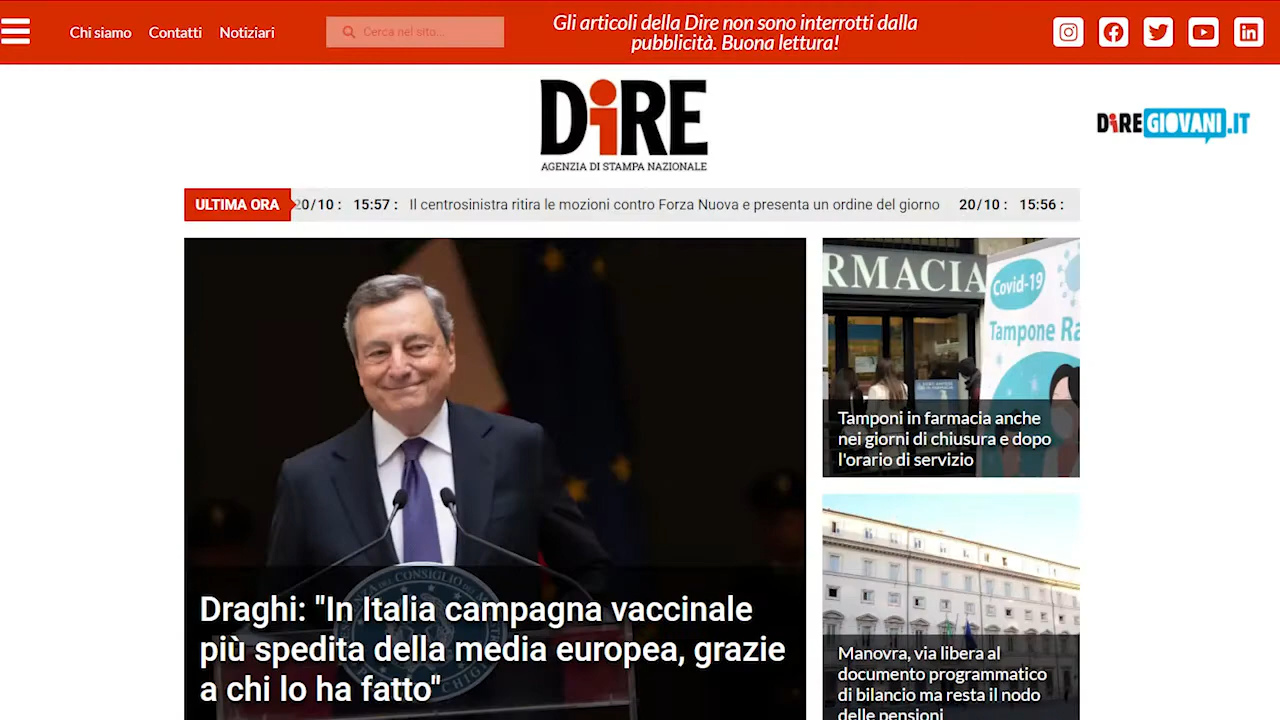 Chi siamo
Contatti
Notiziari
Cerca nel sito...
Gli articoli della Dire non sono interrotti dalla
pubblicità. Buona lettura!
DiRE
AGENZIA DI STAMPA NAZIONALE
DiREGIOVANI.IT
ULTIMA ORA
20/10 : 15:57 : Il centrosinistra ritira le mozioni contro Forza Nuova e presenta un ordine del giorno
20/10 : 15:56 :
Draghi: "In Italia campagna vaccinale
più spedita della media europea, grazie
a chi lo ha fatto"
RMACIA
Covid-19
Tampone Ra
Tamponi in farmacia anche
nei giorni di chiusura e dopo
l'orario di servizio
Manovra, via libera al
documento programmatico
di bilancio ma resta il nodo
delle pensioni